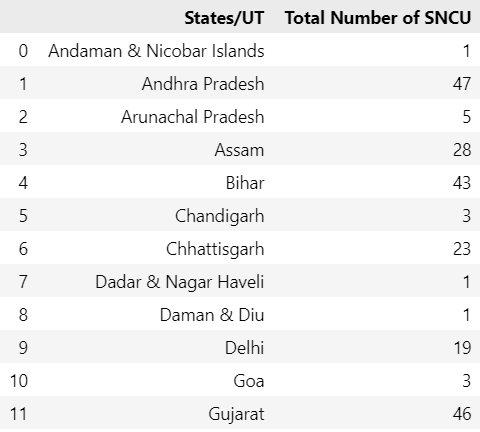 States/UT Total Number of SNCU
0 Andaman & Nicobar Islands 1
1 Andhra Pradesh 47
2 Arunachal Pradesh 5
3 Assam 28
4 Bihar 43
5 Chandigarh 3
6 Chhattisgarh 23
7 Dadar & Nagar Haveli 1
8 Daman & Diu 1
9 Delhi 19
10 Goa 3
11 Gujarat 46